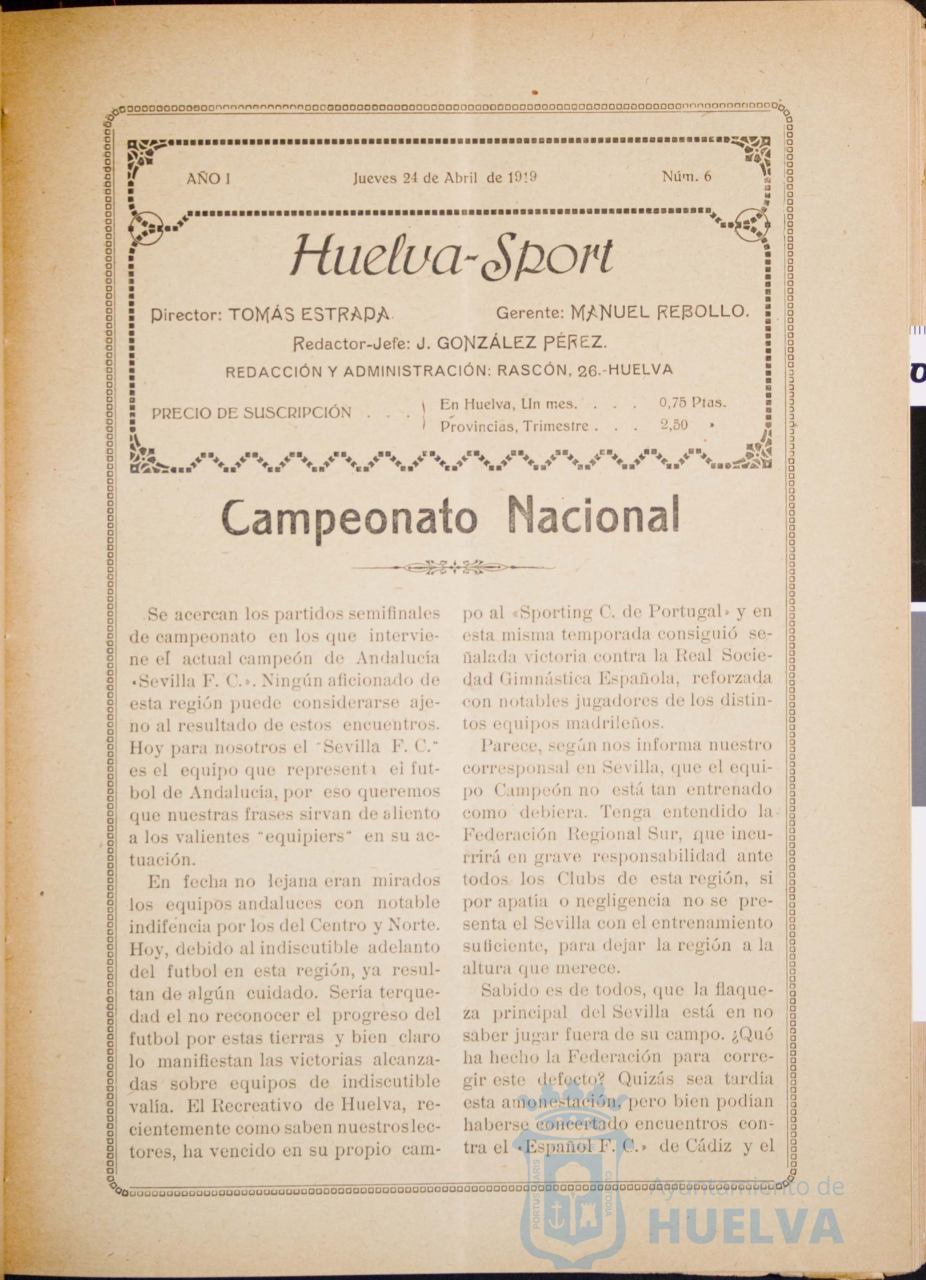 AÑO I
Jueves 24 de Abril de 1919
Núm. 6
Huelva-Sport
Director: TOMÁS ESTRADA.
Gerente: MANUEL REBOLLO.
Redactor-Jefe: J. GONZÁLEZ PÉREZ.
REDACCIÓN Y ADMINISTRACIÓN: RASCÓN, 26.-HUELVA
PRECIO DE SUSCRIPCIÓN . . .
En Huelva, Un mes. . . . 0,75 Ptas.
Provincias, Trimestre . . . 2,50 »
Campeonato Nacional
Se acercan los partidos semifinales
de campeonato en los que intervie-
ne el actual campeón de Andalucía
«Sevilla F. C.». Ningún aficionado de
esta región puede considerarse aje-
no al resultado de estos encuentros.
Hoy para nosotros el "Sevilla F. C."
es el equipo que representa el fut-
bol de Andalucía, por eso queremos
que nuestras frases sirvan de aliento
a los valientes "equipiers" en su ac-
tuación.
En fecha no lejana eran mirados
los equipos andaluces con notable
indifencia por los del Centro y Norte.
Hoy, debido al indiscutible adelanto
del futbol en esta región, ya resul-
tan de algún cuidado. Seria terque-
dad el no reconocer el progreso del
futbol por estas tierras y bien claro
lo manifiestan las victorias alcanza-
das sobre equipos de indiscutible
valía. El Recreativo de Huelva, re-
cientemente como saben nuestros lec-
tores, ha vencido en su propio cam-
po al «Sporting C. de Portugal» y en
esta misma temporada consiguió se-
ñalada victoria contra la Real Socie-
dad Gimnástica Española, reforzada
con notables jugadores de los distin-
tos equipos madrileños.
Parece, según nos informa nuestro
corresponsal en Sevilla, que el equi-
po Campeón no está tan entrenado
como debiera. Tenga entendido la
Federación Regional Sur, que incu-
rrirá en grave responsabilidad ante
todos los Clubs de esta región, si
por apatia o negligencia no se pre-
senta el Sevilla con el entrenamiento
suficiente, para dejar la región a la
altura que merece.
Sabido es de todos, que la flaque-
za principal del Sevilla está en no
saber jugar fuera de su campo. ¿Qué
ha hecho la Federación para corre-
gir este defecto? Quizás sea tardía
esta amonestación, pero bien podían
haberse concertado encuentros con-
tra el «Español F. C.» de Cádiz y el
PORTUS MARIS
CUSTODIA
Ayuntamiento de
HUELVA